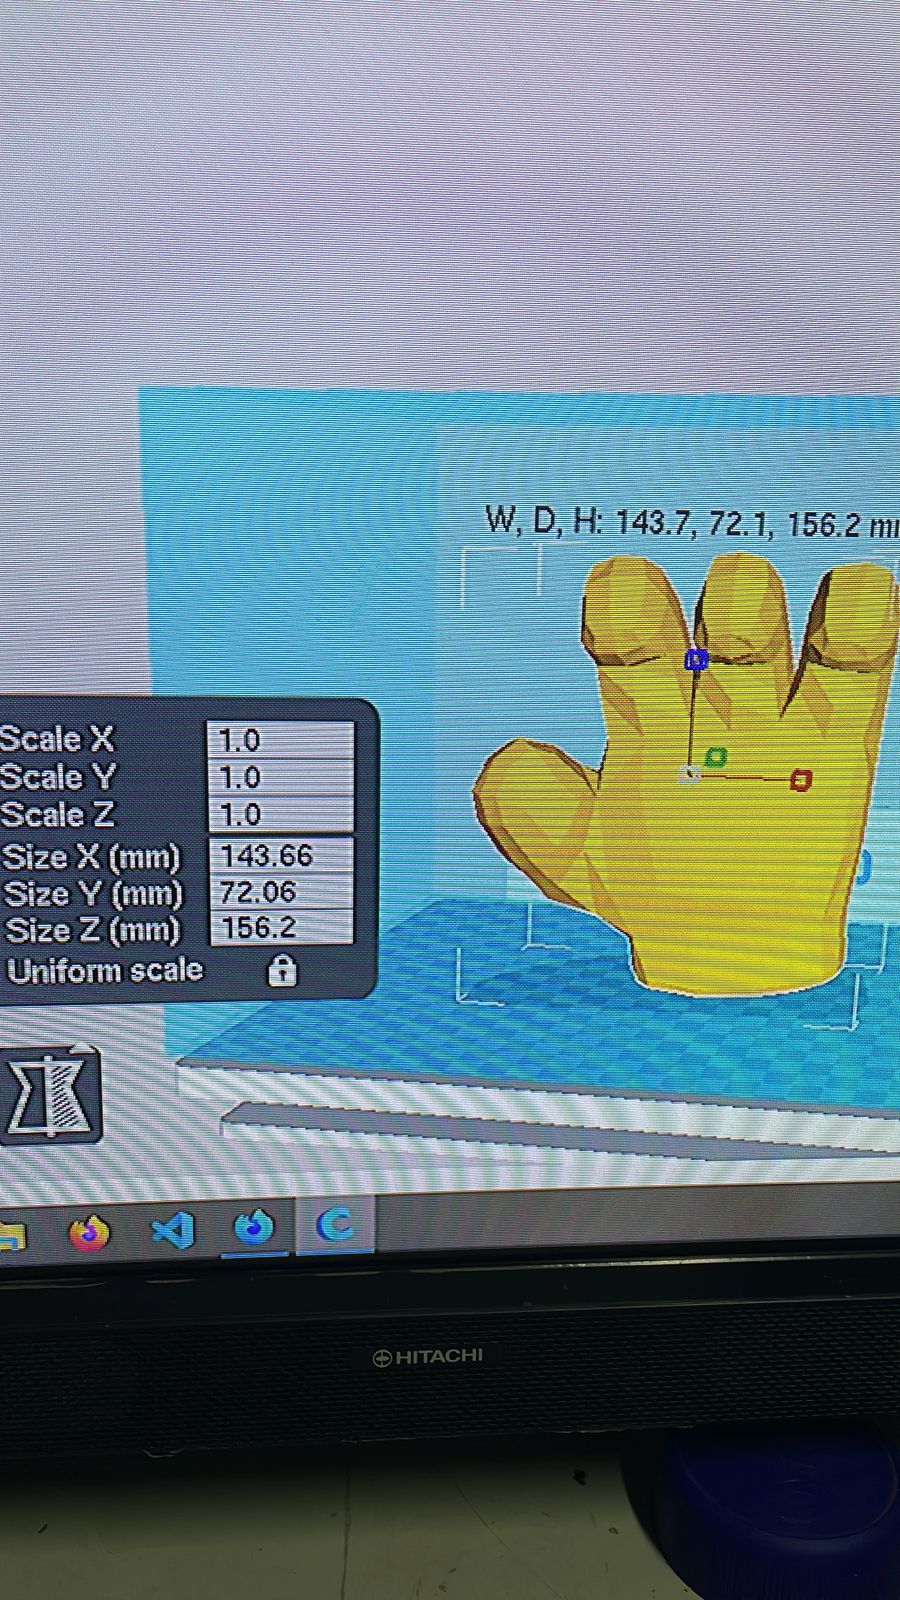 W, D, H: 143.7, 72.1, 156.2 m
Scale X 1.0
Scale Y 1.0
Scale Z 1.0
Size X (mm) 143.66
Size Y (mm) 72.06
Size Z (mm) 156.2
Uniform scale
HITACHI